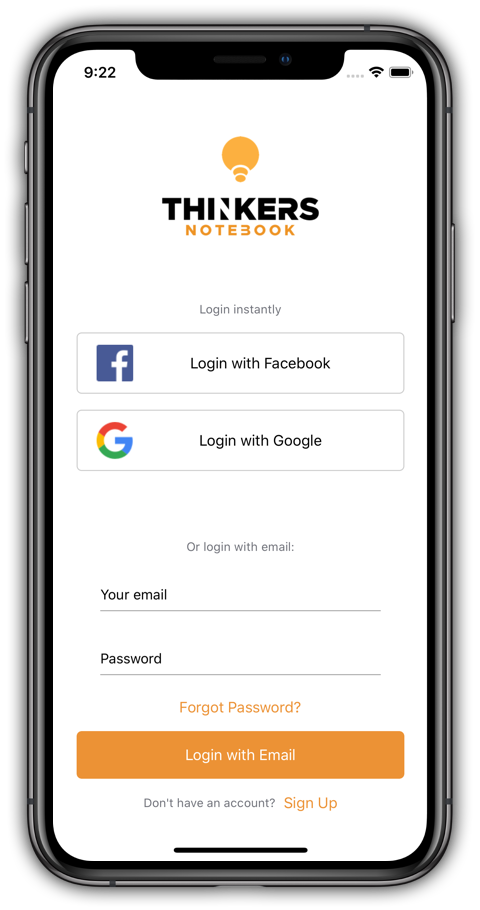 9:22
THINKERS
NOTEBOOK
Login instantly
Login with Facebook
Login with Google
Or login with email:
Your email
Password
Forgot Password?
Login with Email
Don't have an account? Sign Up